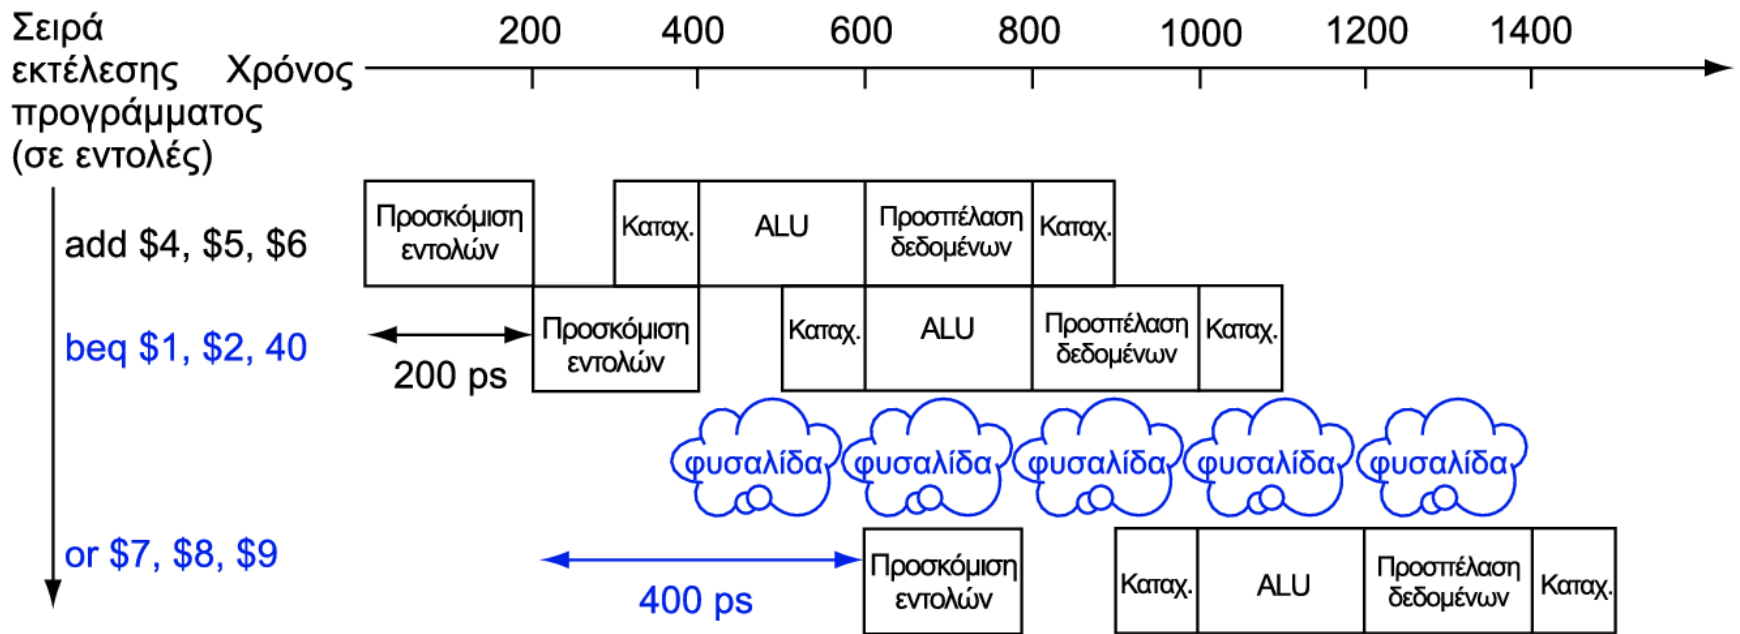 Σειρά
εκτέλεσης Χρόνος
προγράμματος
(σε εντολές)
200 400 600 800 1000 1200 1400
add $4, $5, $6
Προσκόμιση
εντολών
Καταχ.
ALU
Προσπέλαση
δεδομένων
Καταχ.
beq $1, $2, 40
200 ps
Προσκόμιση
εντολών
Καταχ.
ALU
Προσπέλαση
δεδομένων
Καταχ.
φυσαλίδα φυσαλίδα φυσαλίδα φυσαλίδα φυσαλίδα
or $7, $8, $9
400 ps
Προσκόμιση
εντολών
Καταχ.
ALU
Προσπέλαση
δεδομένων
Καταχ.